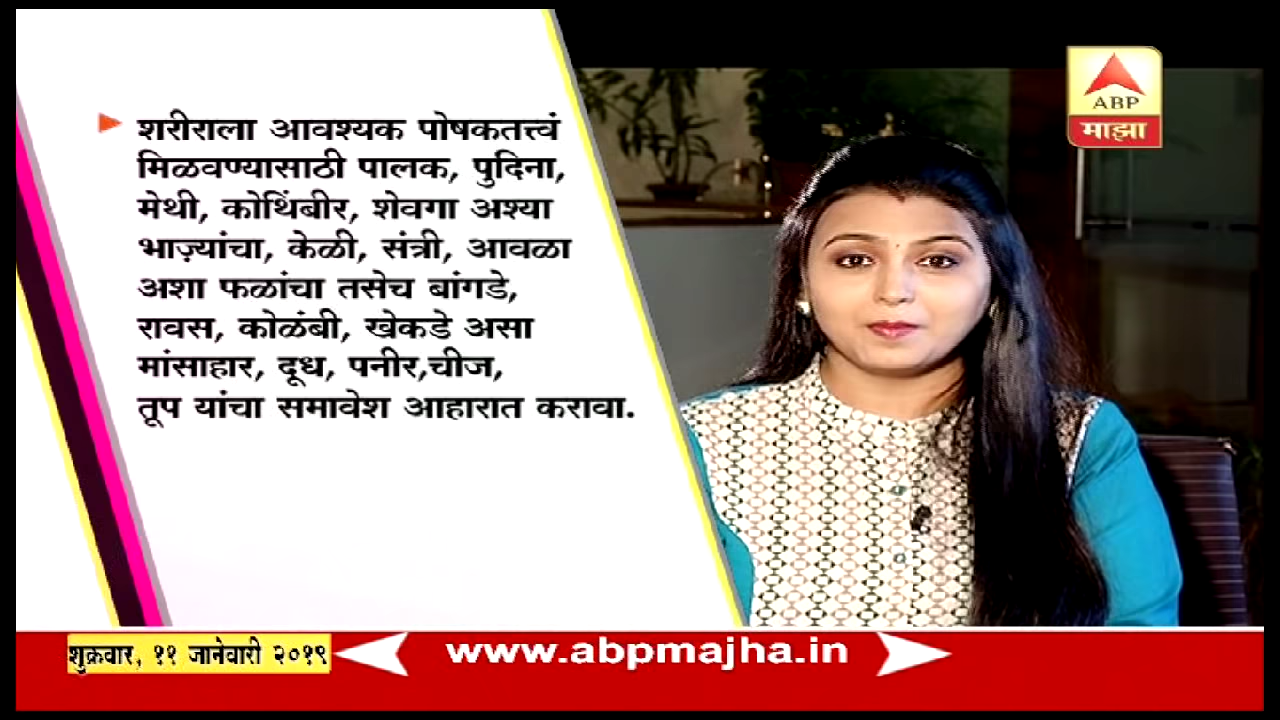 शरीराला आवश्यक पोषकतत्त्वं
मिळवण्यासाठी पालक, पुदिना,
मेथी, कोथिंबीर, शेवगा अश्या
भाज़्यांचा, केळी, संत्री, आवळा
अशा फळांचा तसेच बांगडे,
रावस, कोळंबी, खेकडे असा
मांसाहार, दूध, पनीर,चीज,
तूप यांचा समावेश आहारात करावा.
ABP
माझा
शुक्रवार, ११ जानेवारी २०१९
www.abpmajha.in